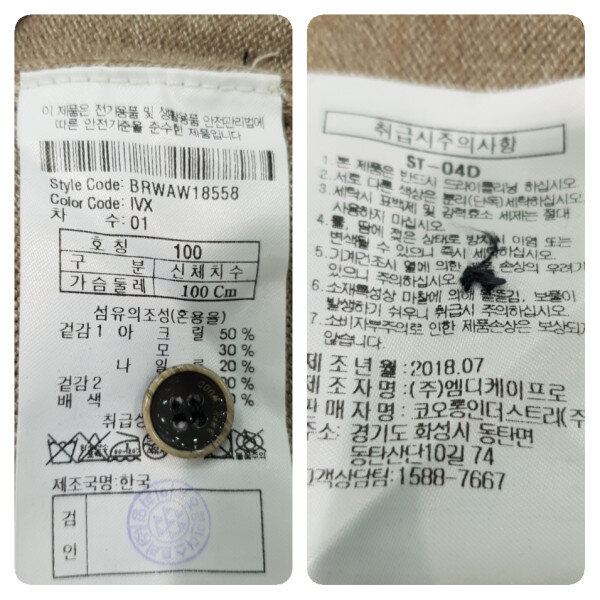 이 제품은 전기용품 및 생활용품 안전관리법에
따른 안전기준을 준수한 제품입니다
Style Code: BRWAW18558
Color Code: IVX
차 수: 01
호 칭 100
구 분 신체치수
가슴둘레 100 Cm
섬유의조성(혼용율)
겉감1 아 크 릴 50 %
모 30 %
나 일 20 %
겉감2 %
배 색 %
취급
제조국명:한국
검
인
취급시주의사항
ST-04D
1. 본 제품은 반드시 드라이클리닝 하십시오.
2. 서로 다른 색상은 분리(단독)세탁하십시오.
3. 세탁시 표백제 및 강력효소 세제는 절대
사용하지 마십시오.
4. 물, 땀에 젖은 상태로 방치시 이염 또는
변색될 수 있으니 즉시 세탁하십시오.
5. 기계건조시 열에 의한 손상의 우려가
있으니 주의하십시오.
6. 소재특성상 마찰에 의해 뜯김, 보풀이
발생하기 쉬우니 취급시 주의하십시오.
7. 소비자부주의로 인한 제품손상은 보상되지
않습니다.
제조년월:2018.07
제조자명:(주)엠디케이프로
판매자명:코오롱인더스트리(주
주소: 경기도 화성시 동탄면
동탄산단10길 74
고객상담팀:1588-7667